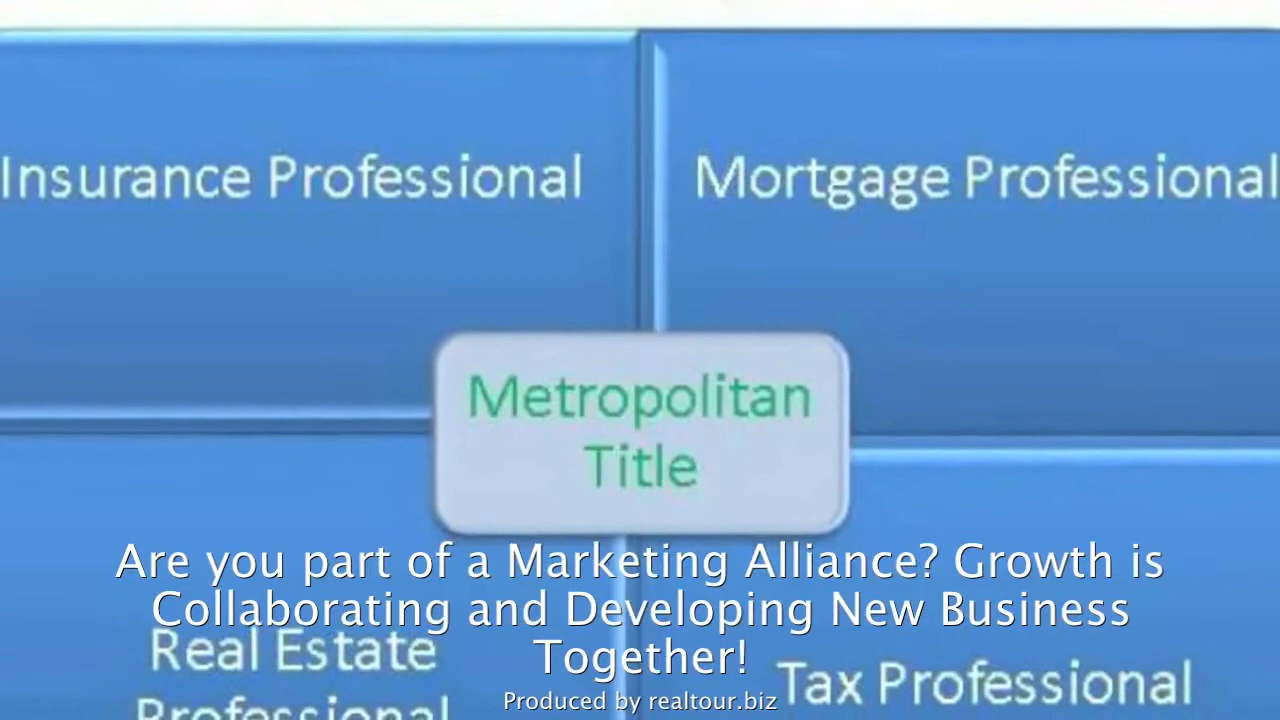 Insurance Professional
Mortgage Professional
Metropolitan
Title
Are you part of a Marketing Alliance? Growth is
Collaborating and Developing New Business
Together!
Real Estate
Professional
Tax Professional
Produced by realtour.biz